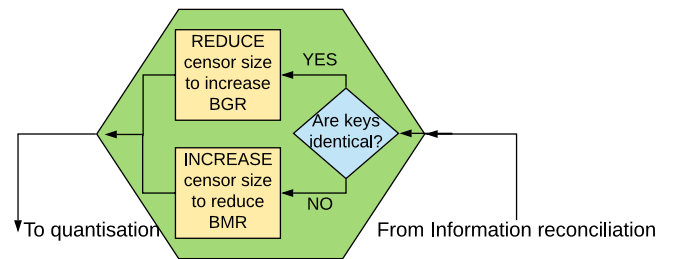 REDUCE
censor size
to increase
BGR
YES
Are keys
identical?
INCREASE
censor size
to reduce
BMR
NO
To quantisation
From Information reconciliation